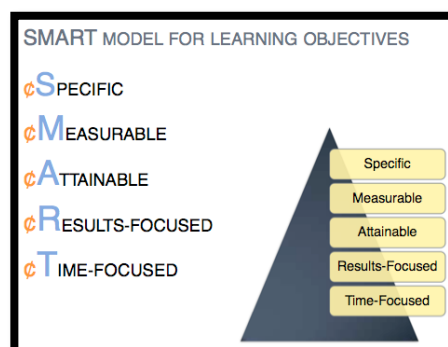 SMART MODEL FOR LEARNING OBJECTIVES
¢SPECIFIC
¢MEASURABLE
¢ATTAINABLE
¢RESULTS-FOCUSED
¢TIME-FOCUSED
Specific
Measurable
Attainable
Results-Focused
Time-Focused